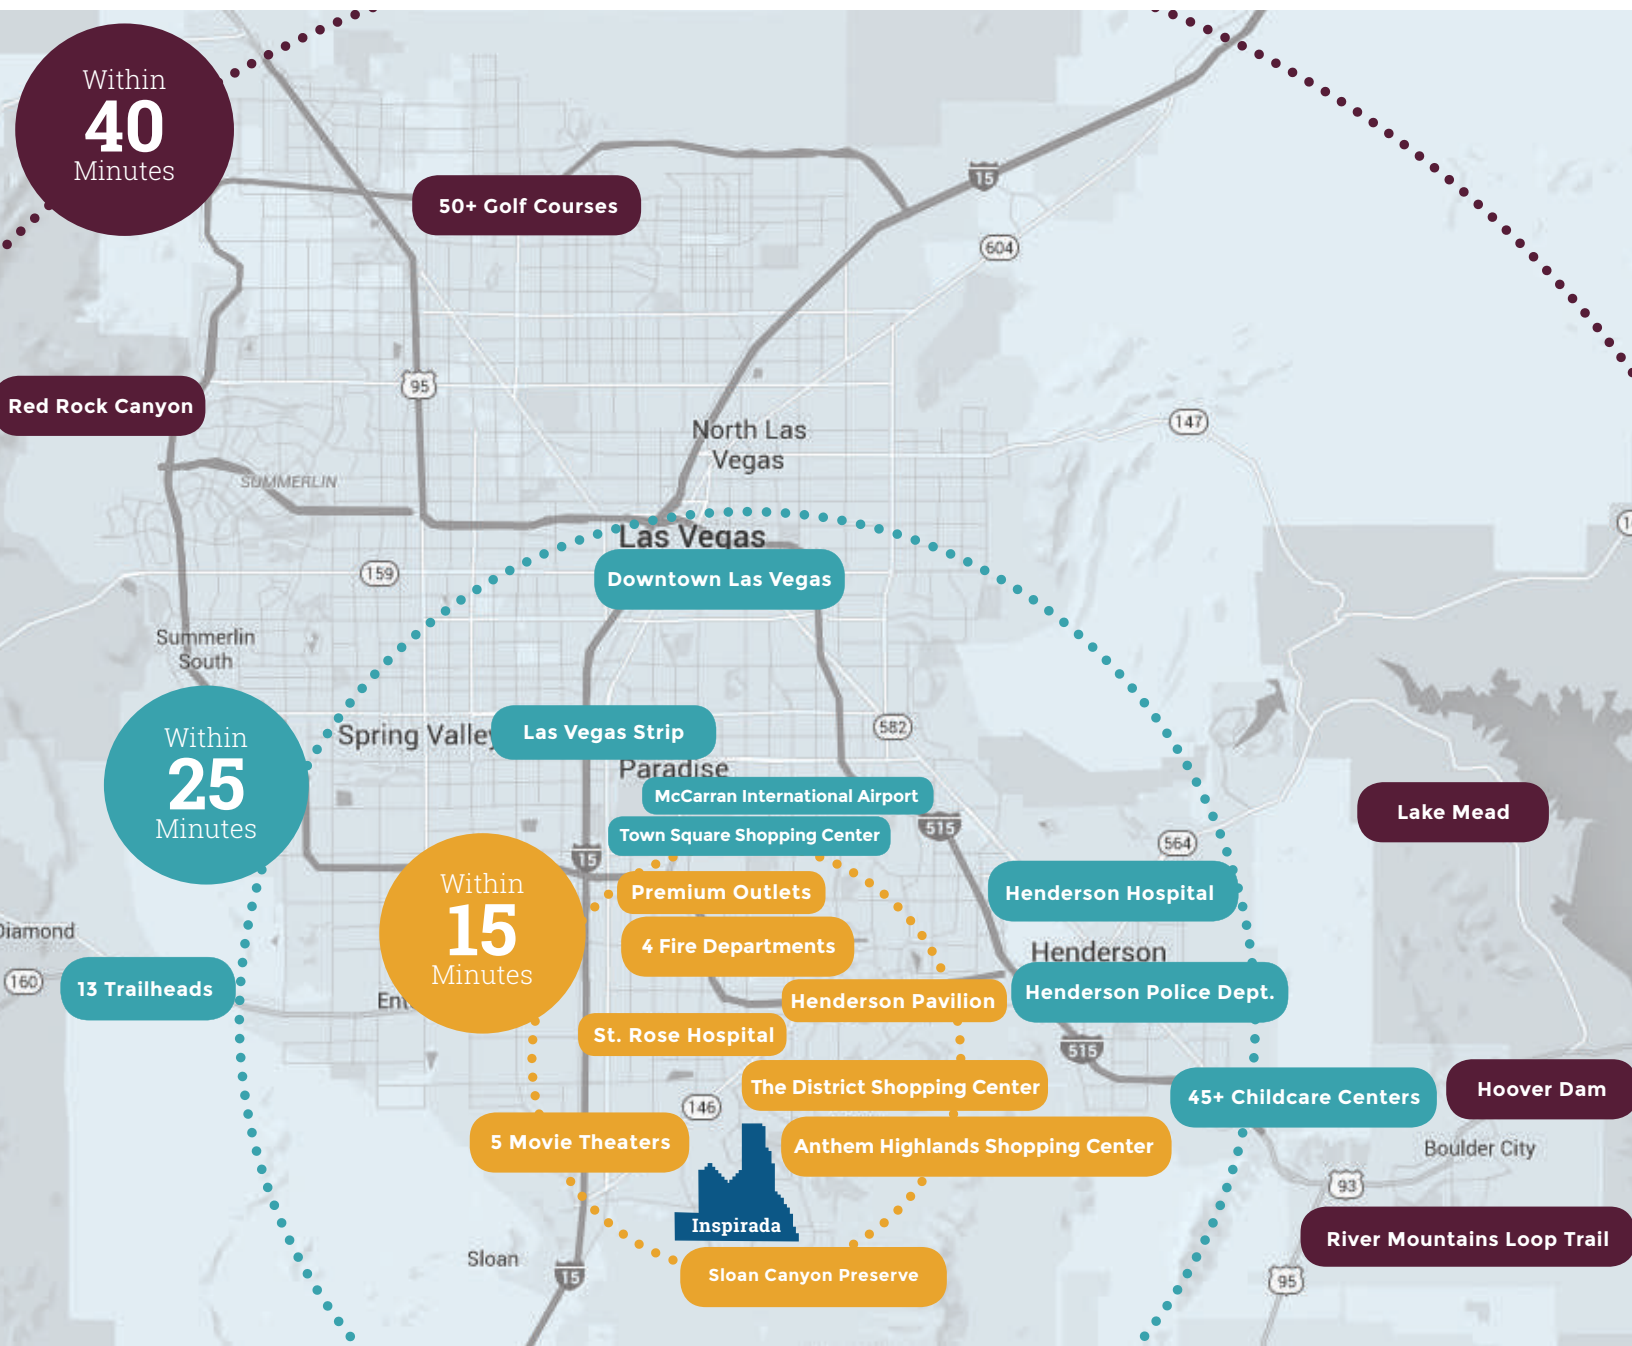 Within
40
Minutes
50+ Golf Courses
15
604
Red Rock Canyon
95
147
North Las
Vegas
SUMMERLIN
Las Vegas
159
Downtown Las Vegas
Summerlin
South
Within
25
Minutes
Spring Valley
Las Vegas Strip
582
Paradise
McCarran International Airport
Town Square Shopping Center
515
Lake Mead
564
15
Within
15
Minutes
Premium Outlets
Henderson Hospital
4 Fire Departments
Diamond
Henderson
160
13 Trailheads
Henderson Pavilion
Henderson Police Dept.
St. Rose Hospital
515
The District Shopping Center
45+ Childcare Centers
Hoover Dam
146
5 Movie Theaters
Anthem Highlands Shopping Center
Boulder City
93
Inspirada
River Mountains Loop Trail
Sloan
15
Sloan Canyon Preserve
95